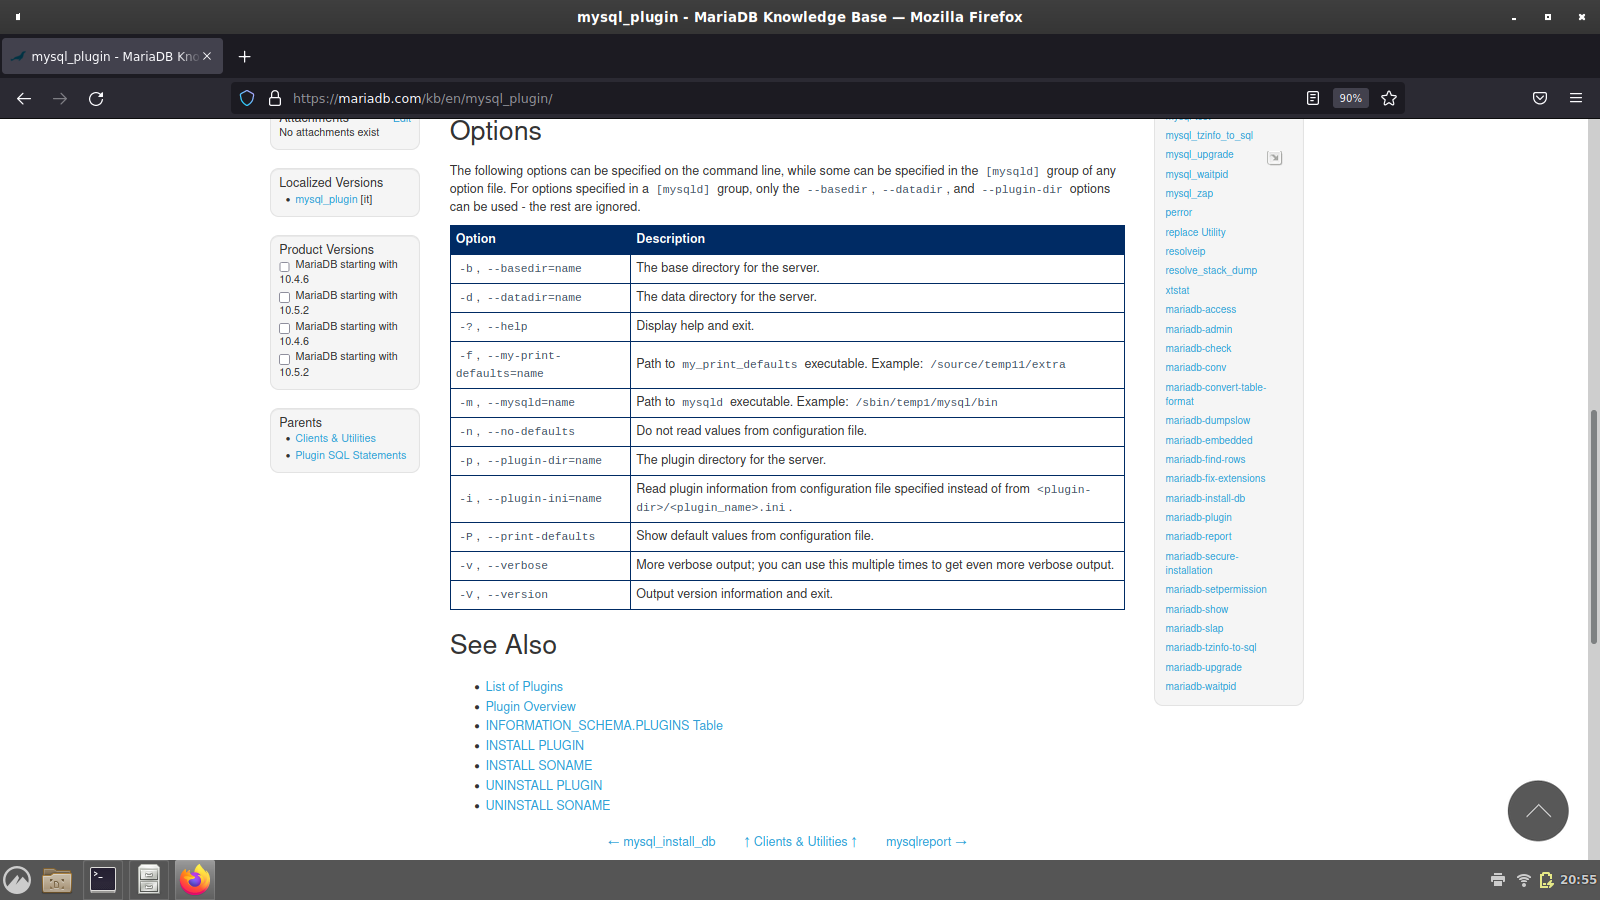 mysql_plugin - MariaDB Knowledge Base — Mozilla Firefox
mysql_plugin - MariaDB Kno
https://mariadb.com/kb/en/mysql_plugin/
90%
Attachments
Edit
No attachments exist
Localized Versions
mysql_plugin [it]
Product Versions
MariaDB starting with
10.4.6
MariaDB starting with
10.5.2
MariaDB starting with
10.4.6
MariaDB starting with
10.5.2
Parents
Clients & Utilities
Plugin SQL Statements
Options
The following options can be specified on the command line, while some can be specified in the [mysqld] group of any
option file. For options specified in a [mysqld] group, only the --basedir, --datadir, and --plugin-dir options
can be used - the rest are ignored.
Option Description
-b, --basedir=name The base directory for the server.
-d, --datadir=name The data directory for the server.
-?, --help Display help and exit.
-f, --my-print-
defaults=name Path to my_print_defaults executable. Example: /source/temp11/extra
-m, --mysqld=name Path to mysqld executable. Example: /sbin/temp1/mysql/bin
-n, --no-defaults Do not read values from configuration file.
-p, --plugin-dir=name The plugin directory for the server.
-i, --plugin-ini=name Read plugin information from configuration file specified instead of from <plugin-
dir>/<plugin_name>.ini.
-P, --print-defaults Show default values from configuration file.
-v, --verbose More verbose output; you can use this multiple times to get even more verbose output.
-V, --version Output version information and exit.
See Also
List of Plugins
Plugin Overview
INFORMATION_SCHEMA.PLUGINS Table
INSTALL PLUGIN
INSTALL SONAME
UNINSTALL PLUGIN
UNINSTALL SONAME
← mysql_install_db ↑ Clients & Utilities ↑ mysqlreport →
mysql_tzinfo_to_sql
mysql_upgrade
mysql_waitpid
mysql_zap
perror
replace Utility
resolveip
resolve_stack_dump
xtstat
mariadb-access
mariadb-admin
mariadb-check
mariadb-conv
mariadb-convert-table-
format
mariadb-dumpslow
mariadb-embedded
mariadb-find-rows
mariadb-fix-extensions
mariadb-install-db
mariadb-plugin
mariadb-report
mariadb-secure-
installation
mariadb-setpermission
mariadb-show
mariadb-slap
mariadb-tzinfo-to-sql
mariadb-upgrade
mariadb-waitpid
20:55